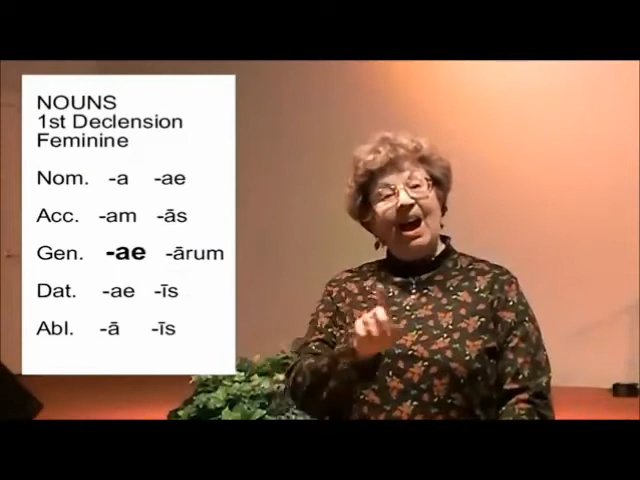 NOUNS
1st Declension
Feminine
Nom. -a -ae
Acc. -am -ās
Gen. -ae -ārum
Dat. -ae -īs
Abl. -ā -īs